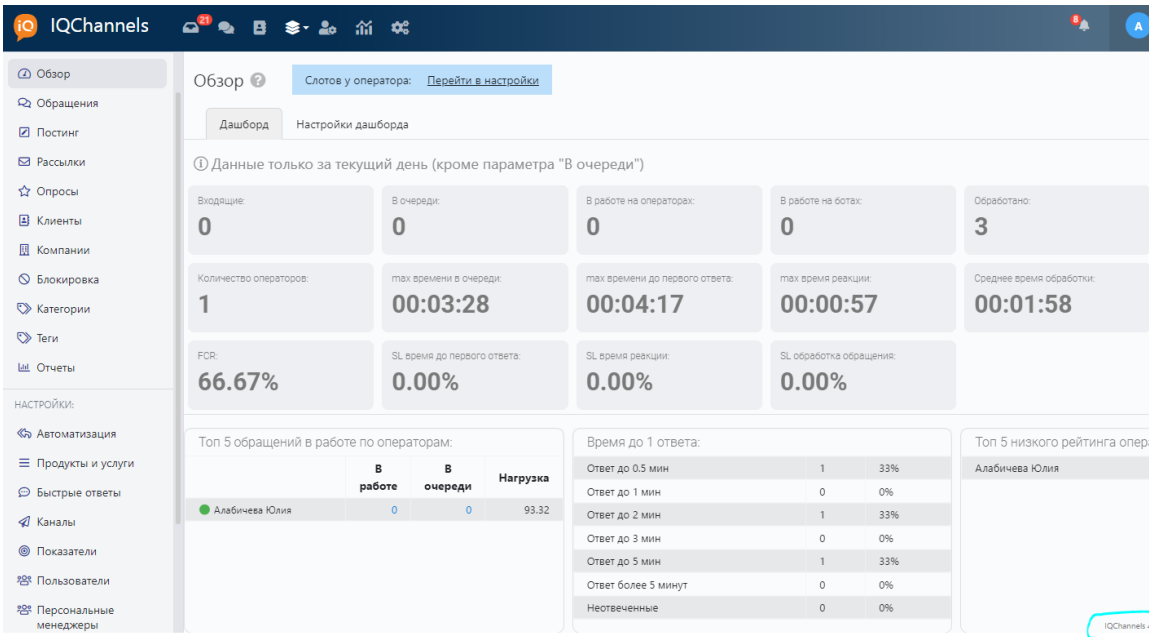 iQ IQChannels 21 8 A
Обзор
Обращения
Постинг
Рассылки
Опросы
Клиенты
Компании
Блокировка
Категории
Теги
Отчеты
НАСТРОЙКИ:
Автоматизация
Продукты и услуги
Быстрые ответы
Каналы
Показатели
Пользователи
Персональные
менеджеры
Обзор ? Слотов у оператора: Перейти в настройки
Дашборд Настройки дашборда
Данные только за текущий день (кроме параметра "В очереди")
Входящие: В очереди: В работе на операторах: В работе на ботах: Обработано:
0 0 0 0 3
Количество операторов: max времени в очереди: max времени до первого ответа: max время реакции: Среднее время обработки:
1 00:03:28 00:04:17 00:00:57 00:01:58
FCR: SL время до первого ответа: SL время реакции: SL обработка обращения:
66.67% 0.00% 0.00% 0.00%
Топ 5 обращений в работе по операторам:
В работе В очереди Нагрузка
Алабичева Юлия 0 0 93.32
Время до 1 ответа:
Ответ до 0.5 мин 1 33%
Ответ до 1 мин 0 0%
Ответ до 2 мин 1 33%
Ответ до 3 мин 0 0%
Ответ до 5 мин 1 33%
Ответ более 5 минут 0 0%
Неотвеченные 0 0%
Топ 5 низкого рейтинга опер
Алабичева Юлия
IQChannels